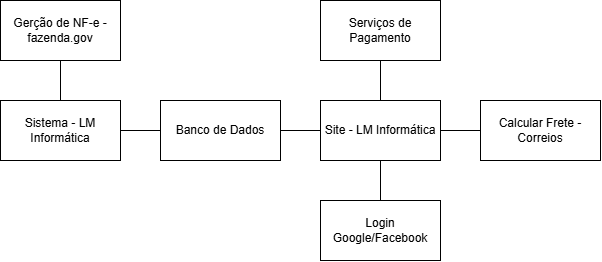 Gerção de NF-e -
fazenda.gov
Serviços de
Pagamento
Sistema - LM
Informática
Banco de Dados
Site - LM Informática
Calcular Frete -
Correios
Login
Google/Facebook